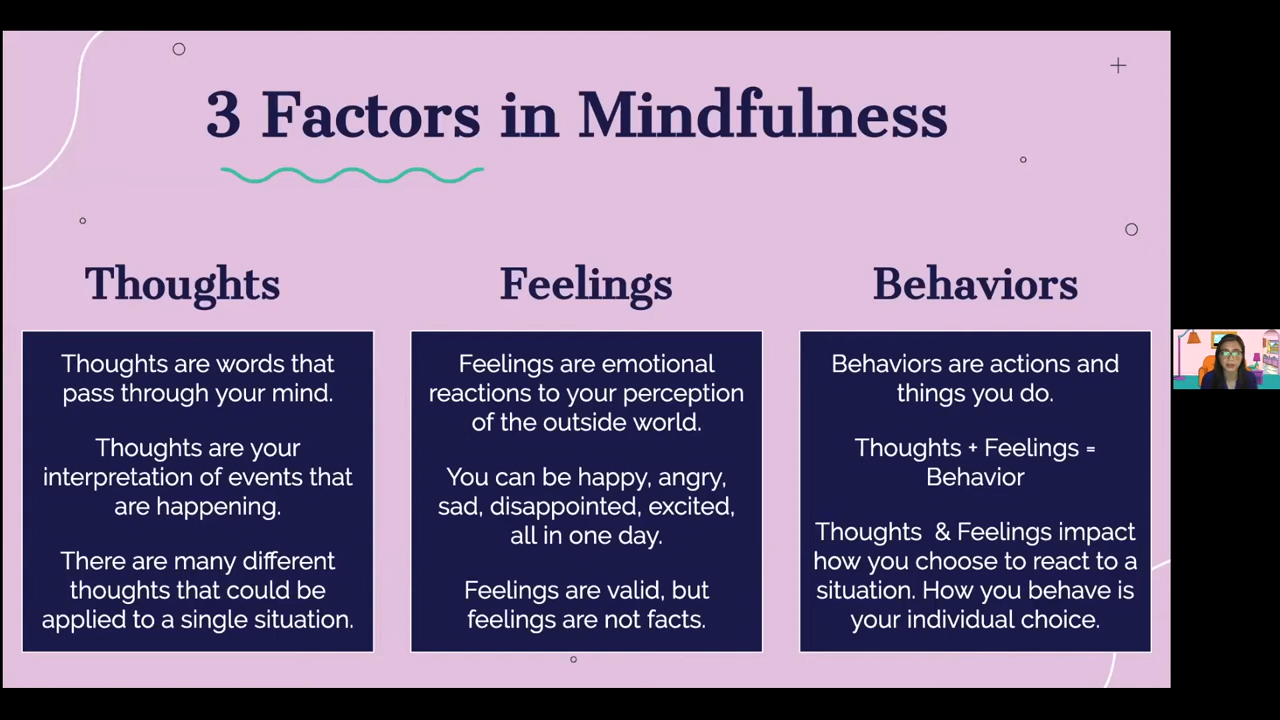 3 Factors in Mindfulness
Thoughts
Thoughts are words that
pass through your mind.
Thoughts are your
interpretation of events that
are happening.
There are many different
thoughts that could be
applied to a single situation.
Feelings
Feelings are emotional
reactions to your perception
of the outside world.
You can be happy, angry,
sad, disappointed, excited,
all in one day.
Feelings are valid, but
feelings are not facts.
Behaviors
Behaviors are actions and
things you do.
Thoughts + Feelings =
Behavior
Thoughts  & Feelings impact
how you choose to react to a
situation. How you behave is
your individual choice.